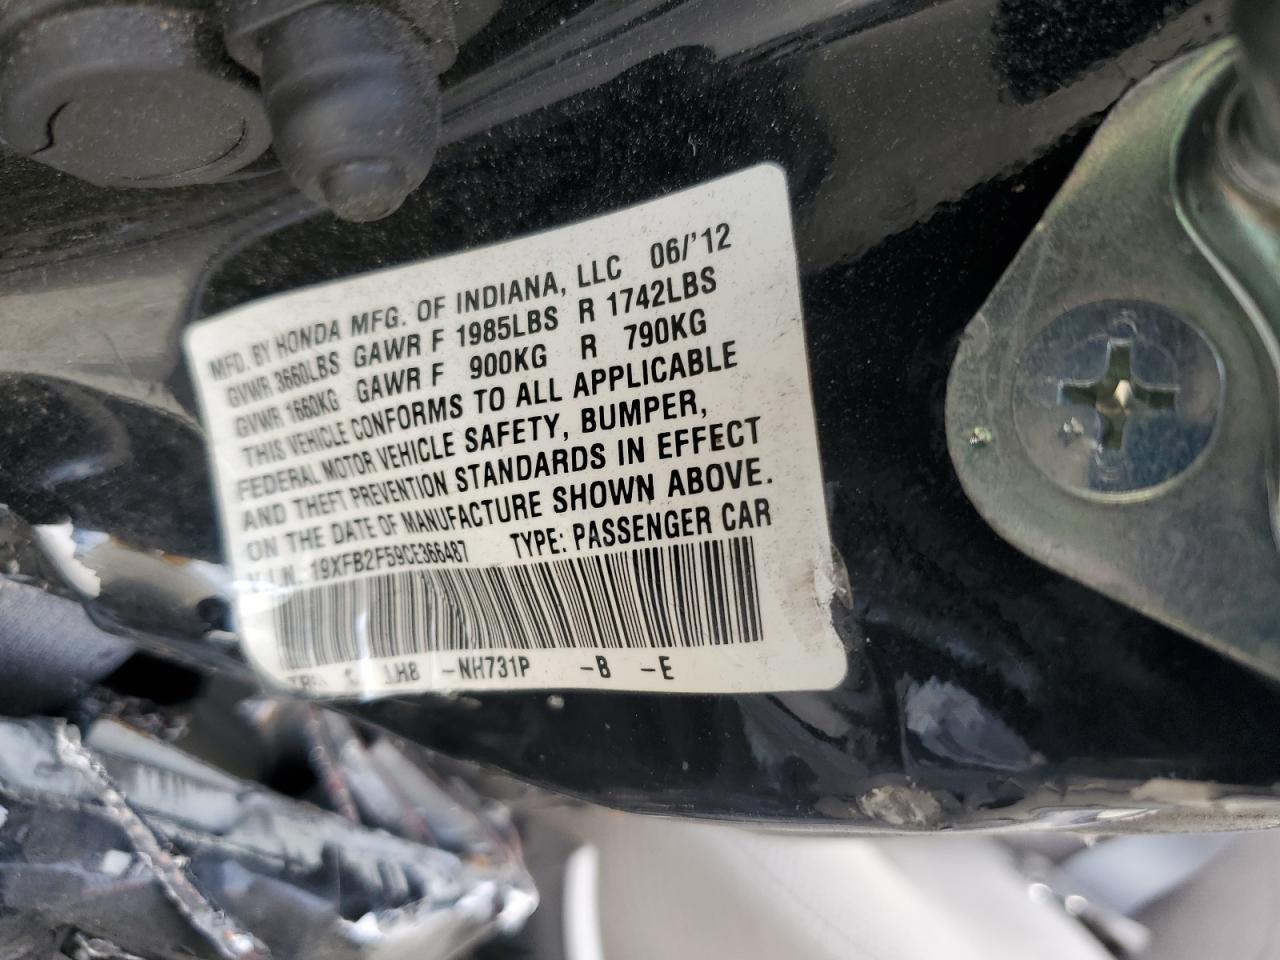 MFD. BY HONDA MFG. OF INDIANA, LLC 06/'12
GVWR 3660LBS GAWR F 1985LBS R 1742LBS
GVWR 1660KG GAWR F 900KG R 790KG
THIS VEHICLE CONFORMS TO ALL APPLICABLE
FEDERAL MOTOR VEHICLE SAFETY, BUMPER,
AND THEFT PREVENTION STANDARDS IN EFFECT
ON THE DATE OF MANUFACTURE SHOWN ABOVE.
V.I.N. 19XFB2F59CE366487 TYPE: PASSENGER CAR
-NH731P -B -E